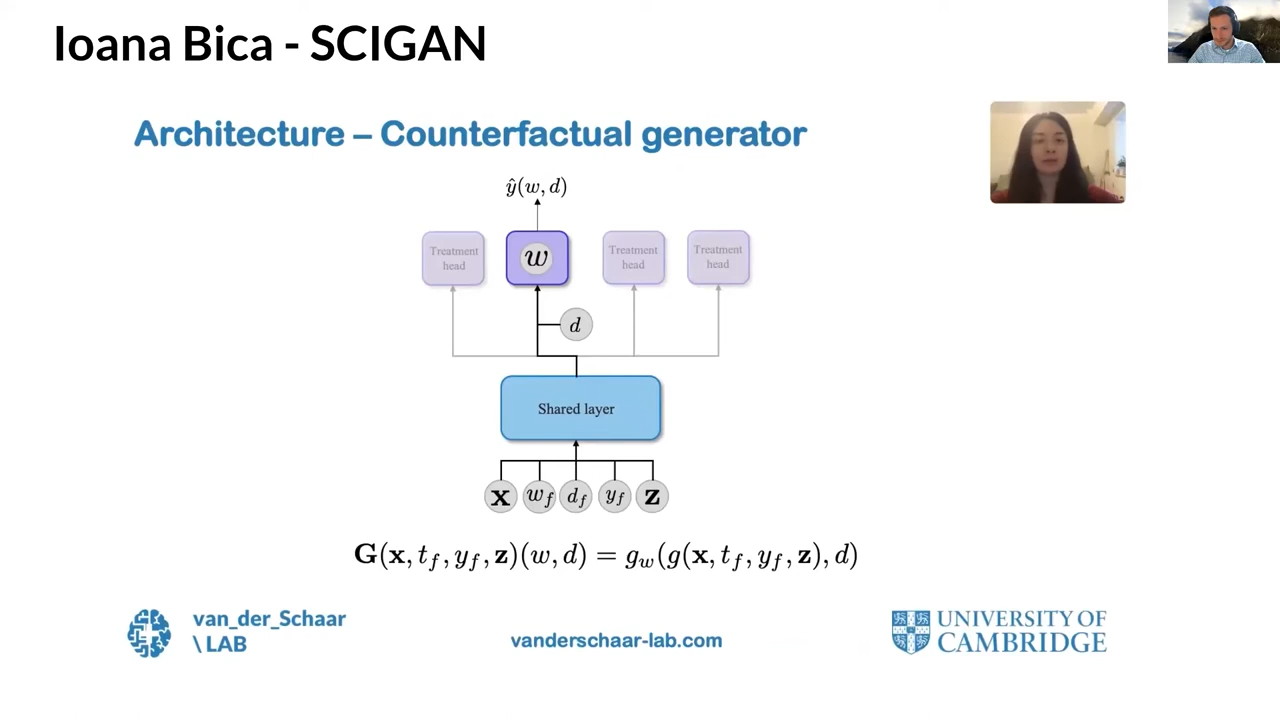 Ioana Bica - SCIGAN
Architecture – Counterfactual generator
ŷ(w, d)
Treatment head
w
Treatment head
Treatment head
d
Shared layer
x w_f d_f y_f z
G(x, t_f, y_f, z)(w, d) = g_w(g(x, t_f, y_f, z), d)
van_der_Schaar
\ LAB
vanderschaar-lab.com
UNIVERSITY OF
CAMBRIDGE